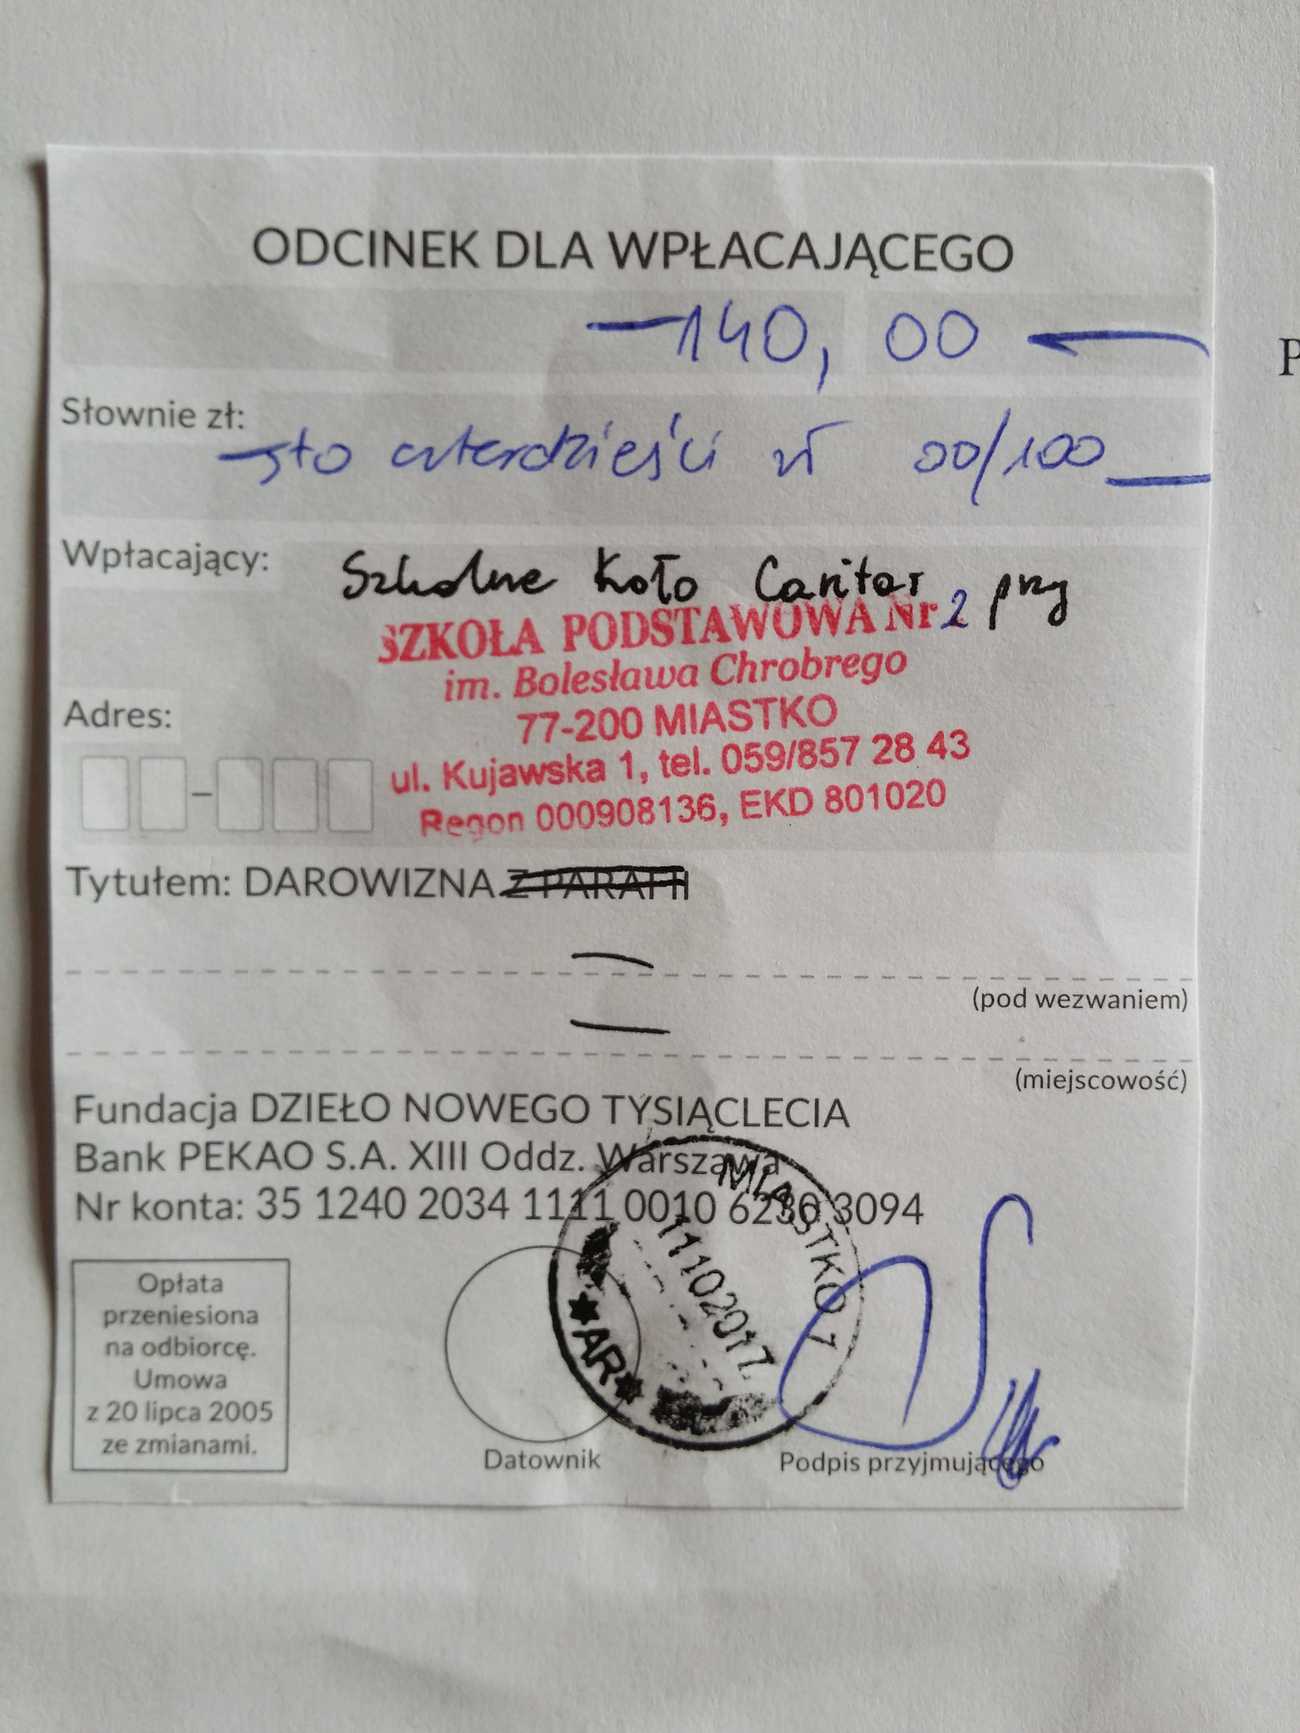 ODCINEK DLA WPŁACAJĄCEGO
140, 00
P
Słownie zł:
sto czterdzieści zł 00/100
Wpłacający:
Szkolne Koło Caritas przy
SZKOŁA PODSTAWOWA Nr 2
im. Bolesława Chrobrego
77-200 MIASTKO
Adres:
ul. Kujawska 1, tel. 059/857 28 43
Regon 000908136, EKD 801020
Tytułem: DAROWIZNA Z PARAFII
(pod wezwaniem)
(miejscowość)
Fundacja DZIEŁO NOWEGO TYSIĄCLECIA
Bank PEKAO S.A. XIII Oddz. Warszawa
Nr konta: 35 1240 2034 1111 0010 6230 3094
MIASTKO 1
11102017
AR
Opłata
przeniesiona
na odbiorcę.
Umowa
z 20 lipca 2005
ze zmianami.
Datownik
Podpis przyjmującego